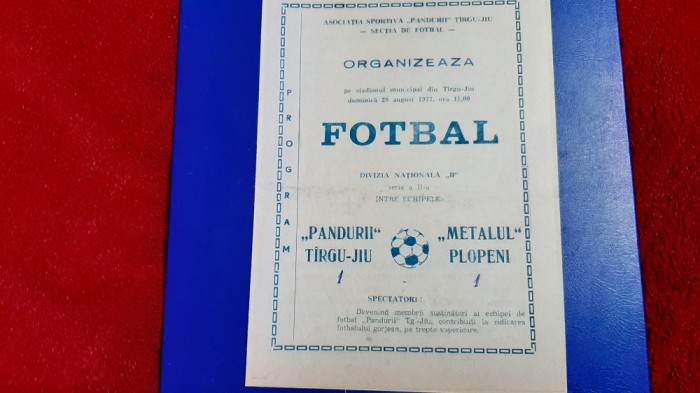 ASOCIAȚIA SPORTIVĂ „PANDURII" TÎRGU-JIU
— SECȚIA DE FOTBAL —
ORGANIZEAZA
pe stadionul municipal din Tîrgu-Jiu
duminică 28 august 1977, ora 11,00
FOTBAL
PROGRAM
DIVIZIA NAȚIONALĂ „B"
seria a II-a
ÎNTRE ECHIPELE:
„PANDURII" „METALUL"
TÎRGU-JIU PLOPENI
1 - 1
SPECTATORI !
Devenind membrii susținători ai echipei de
fotbal „Pandurii" Tg.-Jiu, contribuiți la ridicarea
fotbalului gorjean, pe trepte superioare.